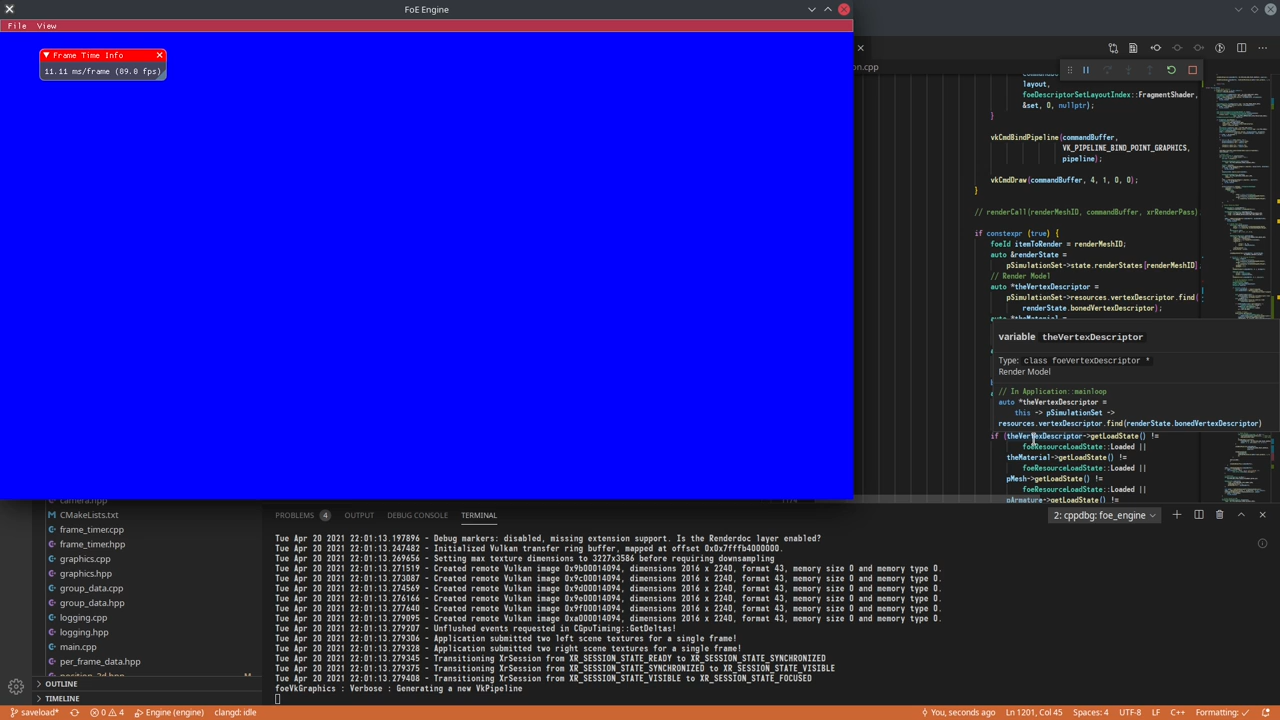 FoE Engine
File View
Frame Time Info
11.11 ms/frame (89.0 fps)
on.cpp
layout,
foeDescriptorSetLayoutIndex::FragmentShader,
&set, 0, nullptr);
}
vkCmdBindPipeline(commandBuffer,
VK_PIPELINE_BIND_POINT_GRAPHICS,
pipeline);
vkCmdDraw(commandBuffer, 4, 1, 0, 0);
}
// renderCall(renderMeshID, commandBuffer, xrRenderPass)
if constexpr (true) {
foeId itemToRender = renderMeshID;
auto &renderState =
pSimulationSet->state.renderStates[renderMeshID]
// Render Model
auto *theVertexDescriptor =
pSimulationSet->resources.vertexDescriptor.find(
renderState.bonedVertexDescriptor);
auto *theMaterial =
variable theVertexDescriptor
Type: class foeVertexDescriptor *
Render Model
// In Application::mainloop
auto *theVertexDescriptor =
this -> pSimulationSet ->
resources.vertexDescriptor.find(renderState.bonedVertexDescriptor)
if (theVertexDescriptor->getLoadState() !=
foeResourceLoadState::Loaded ||
theMaterial->getLoadState() !=
foeResourceLoadState::Loaded ||
pMesh->getLoadState() !=
foeResourceLoadState::Loaded ||
pArmature->getLoadState() !=
camera.hpp
CMakeLists.txt
frame_timer.cpp
frame_timer.hpp
graphics.cpp
graphics.hpp
group_data.cpp
group_data.hpp
logging.cpp
logging.hpp
main.cpp
per_frame_data.hpp
position_3d.hpp M
OUTLINE
TIMELINE
PROBLEMS 4 OUTPUT DEBUG CONSOLE TERMINAL 2: cppdbg: foe_engine
Tue Apr 20 2021 22:01:13.197896 - Debug markers: disabled, missing extension support. Is the Renderdoc layer enabled?
Tue Apr 20 2021 22:01:13.247482 - Initialized Vulkan transfer ring buffer, mapped at offset 0x0x7fffb4000000.
Tue Apr 20 2021 22:01:13.269656 - Setting max texture dimensions to 3227x3586 before requiring downsampling
Tue Apr 20 2021 22:01:13.271519 - Created remote Vulkan image 0x9b00014094, dimensions 2016 x 2240, format 43, memory size 0 and memory type 0.
Tue Apr 20 2021 22:01:13.273087 - Created remote Vulkan image 0x9c00014094, dimensions 2016 x 2240, format 43, memory size 0 and memory type 0.
Tue Apr 20 2021 22:01:13.274569 - Created remote Vulkan image 0x9d00014094, dimensions 2016 x 2240, format 43, memory size 0 and memory type 0.
Tue Apr 20 2021 22:01:13.276166 - Created remote Vulkan image 0x9e00014094, dimensions 2016 x 2240, format 43, memory size 0 and memory type 0.
Tue Apr 20 2021 22:01:13.277640 - Created remote Vulkan image 0x9f00014094, dimensions 2016 x 2240, format 43, memory size 0 and memory type 0.
Tue Apr 20 2021 22:01:13.279095 - Created remote Vulkan image 0xa000014094, dimensions 2016 x 2240, format 43, memory size 0 and memory type 0.
Tue Apr 20 2021 22:01:13.279207 - Unflushed events requested in CGpuTiming::GetDeltas!
Tue Apr 20 2021 22:01:13.279306 - Application submitted two left scene textures for a single frame!
Tue Apr 20 2021 22:01:13.279328 - Application submitted two right scene textures for a single frame!
Tue Apr 20 2021 22:01:13.279345 - Transitioning XrSession from XR_SESSION_STATE_READY to XR_SESSION_STATE_SYNCHRONIZED
Tue Apr 20 2021 22:01:13.279375 - Transitioning XrSession from XR_SESSION_STATE_SYNCHRONIZED to XR_SESSION_STATE_VISIBLE
Tue Apr 20 2021 22:01:13.279408 - Transitioning XrSession from XR_SESSION_STATE_VISIBLE to XR_SESSION_STATE_FOCUSED
foeVkGraphics : Verbose : Generating a new VkPipeline
saveload* 0 4 Engine (engine) clangd: idle You, seconds ago Ln 1201, Col 45 Spaces: 4 UTF-8 LF C++ Formatting: ✓